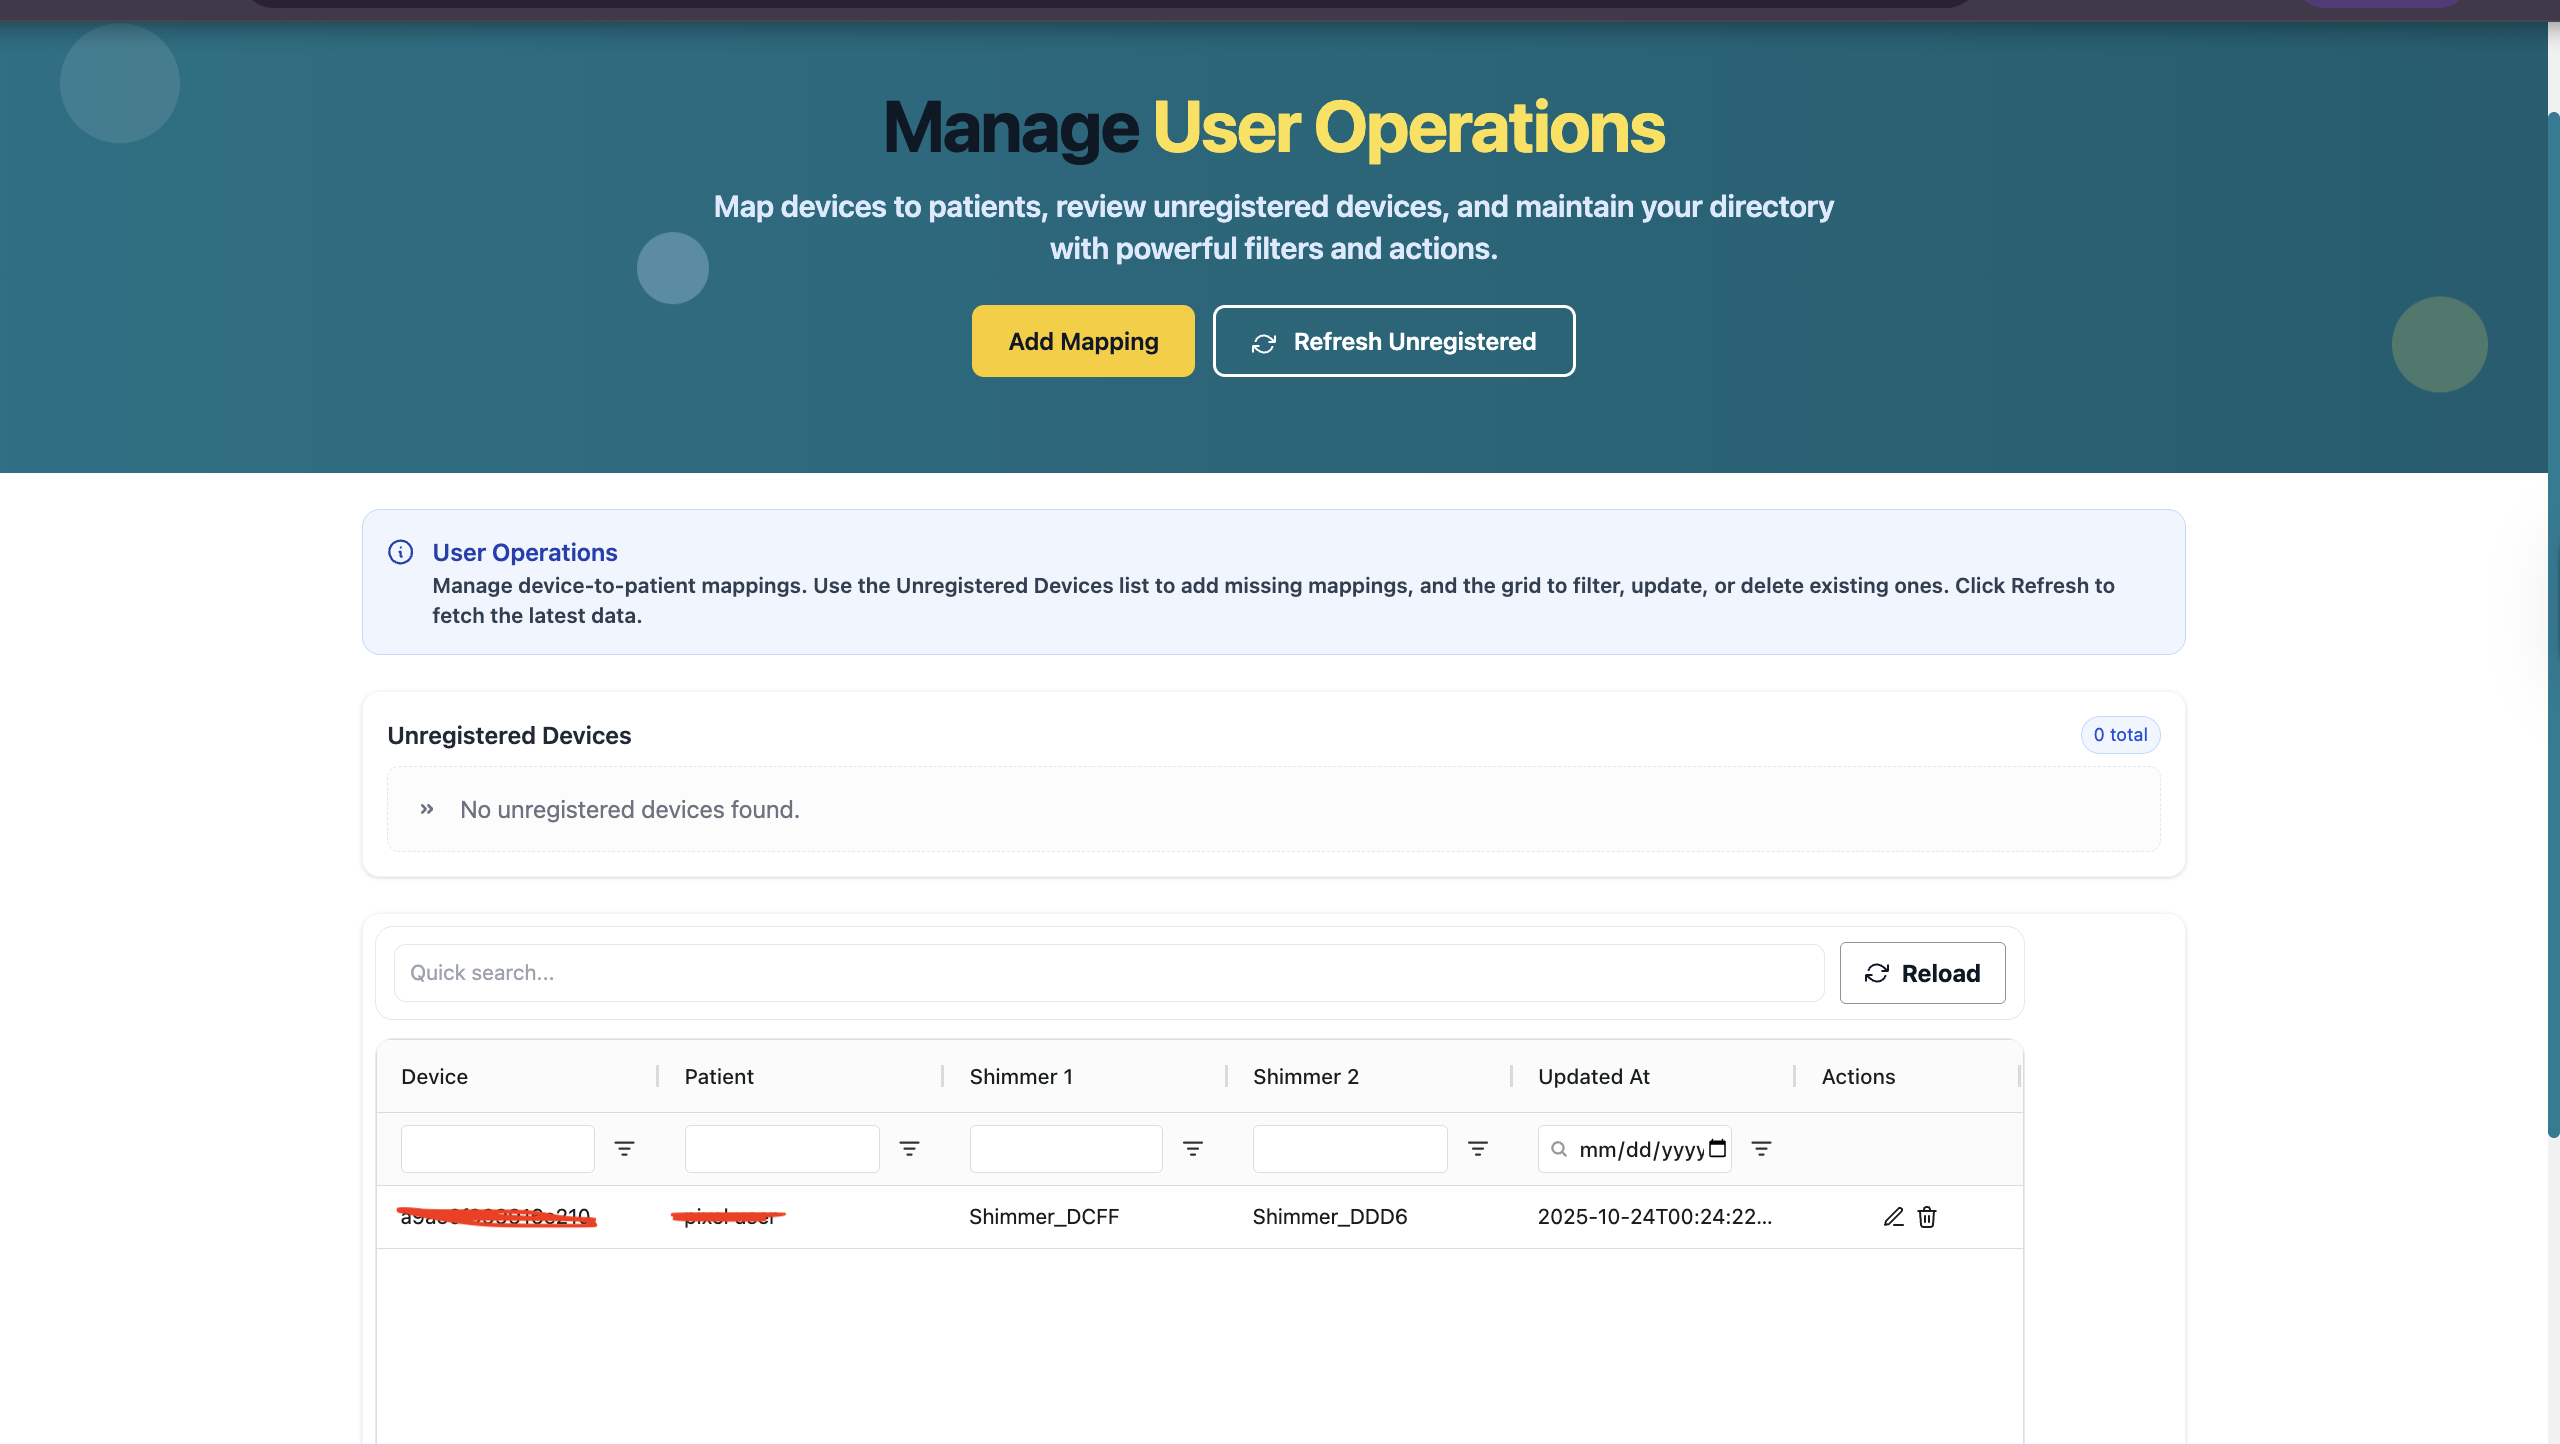 Manage User Operations
Map devices to patients, review unregistered devices, and maintain your directory
with powerful filters and actions.
Add Mapping
Refresh Unregistered
User Operations
Manage device-to-patient mappings. Use the Unregistered Devices list to add missing mappings, and the grid to filter, update, or delete existing ones. Click Refresh to
fetch the latest data.
Unregistered Devices
0 total
» No unregistered devices found.
Quick search...
Reload
Device Patient Shimmer 1 Shimmer 2 Updated At Actions
mm/dd/yyyy
Shimmer_DCFF Shimmer_DDD6 2025-10-24T00:24:22...